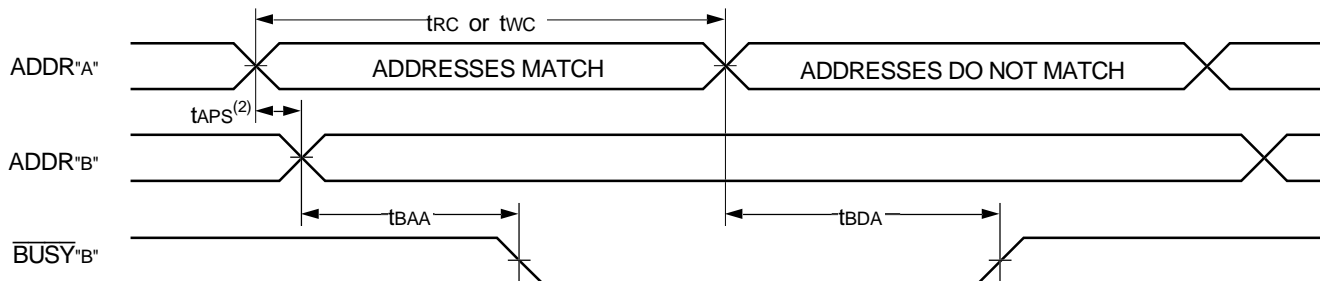 tRC or tWC
ADDR"A" ADDRESSES MATCH ADDRESSES DO NOT MATCH
tAPS(2)
ADDR"B"
tBAA tBDA
BUSY"B"